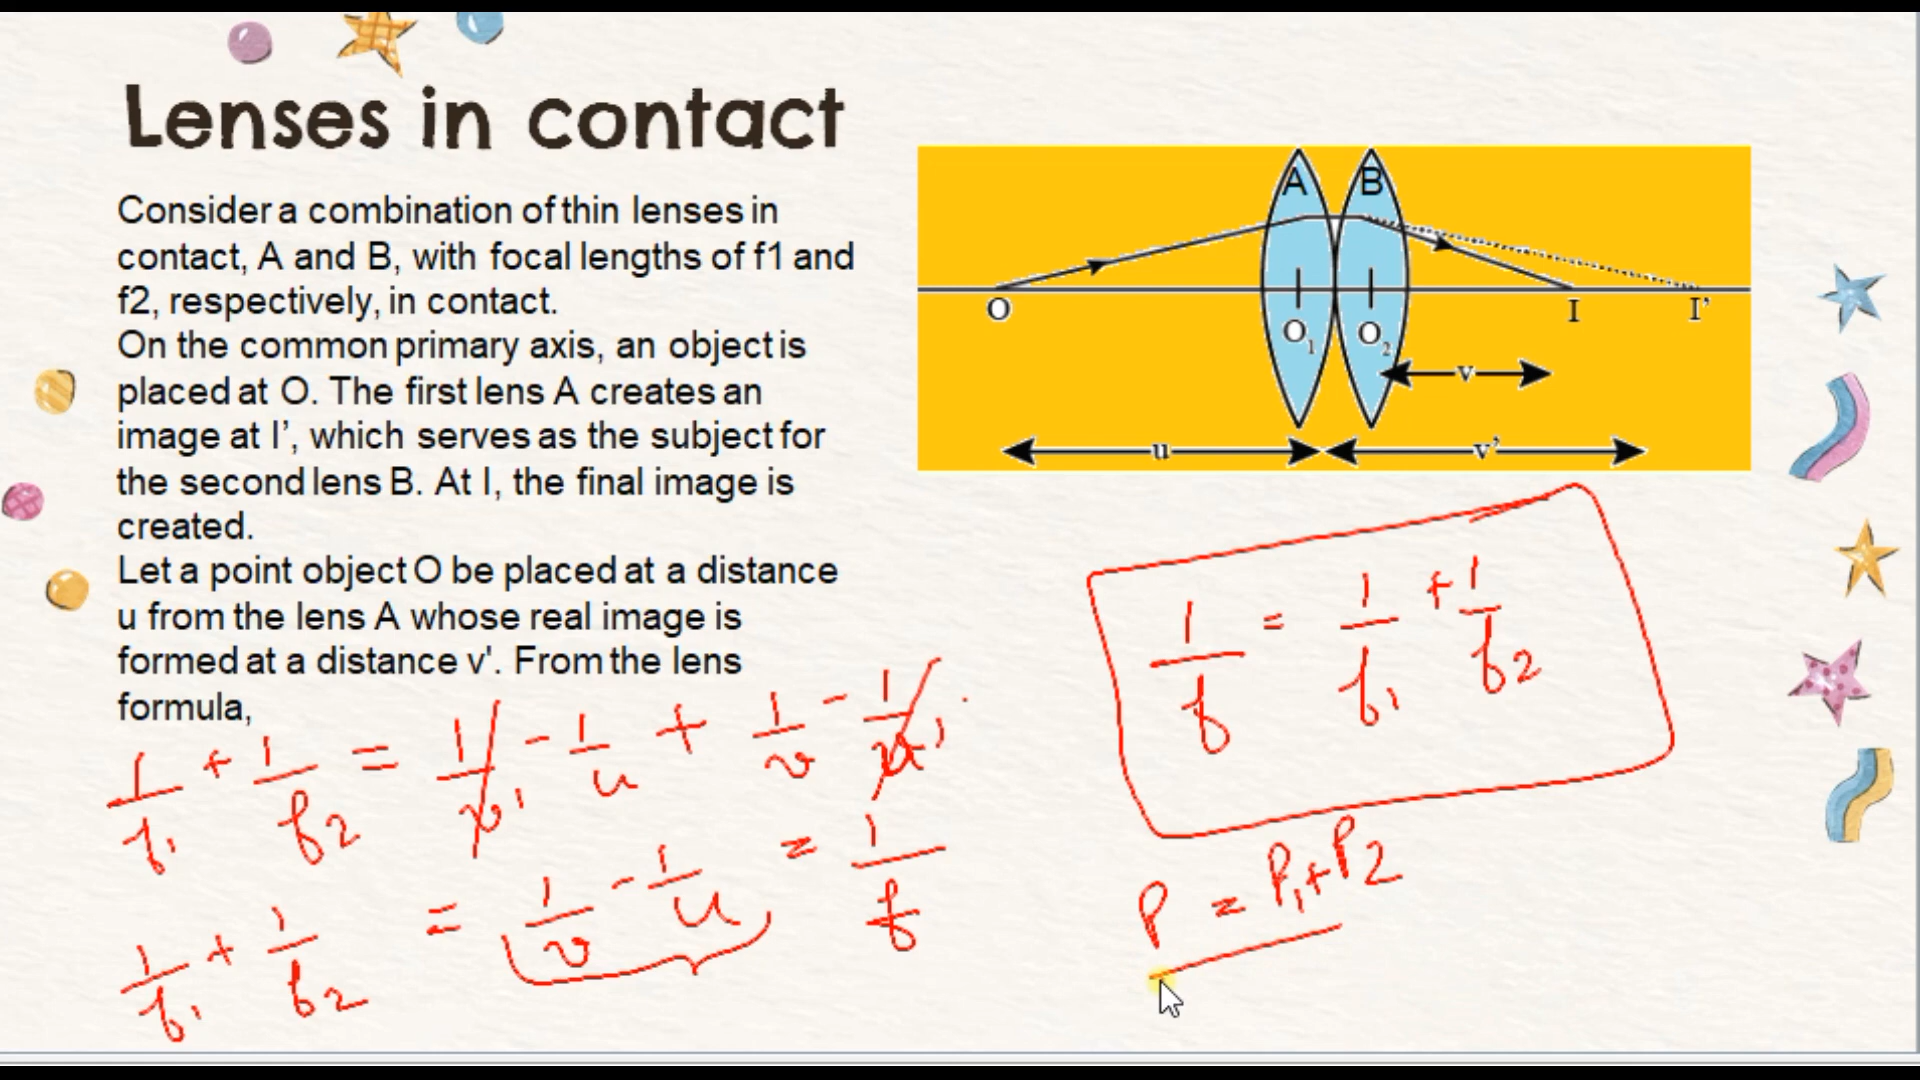 Lenses in contact
Consider a combination of thin lenses in
contact, A and B, with focal lengths of f1 and
f2, respectively, in contact.
On the common primary axis, an object is
placed at O. The first lens A creates an
image at I’, which serves as the subject for
the second lens B. At I, the final image is
created.
Let a point object O be placed at a distance
u from the lens A whose real image is
formed at a distance v'. From the lens
formula,
1/f₁ + 1/f₂ = 1/v' - 1/u + 1/v - 1/v'
1/f₁ + 1/f₂ = 1/v - 1/u = 1/f
A B
O I I’
O₁ O₂
v
u v’
1/f = 1/f₁ + 1/f₂
P = P₁ + P₂